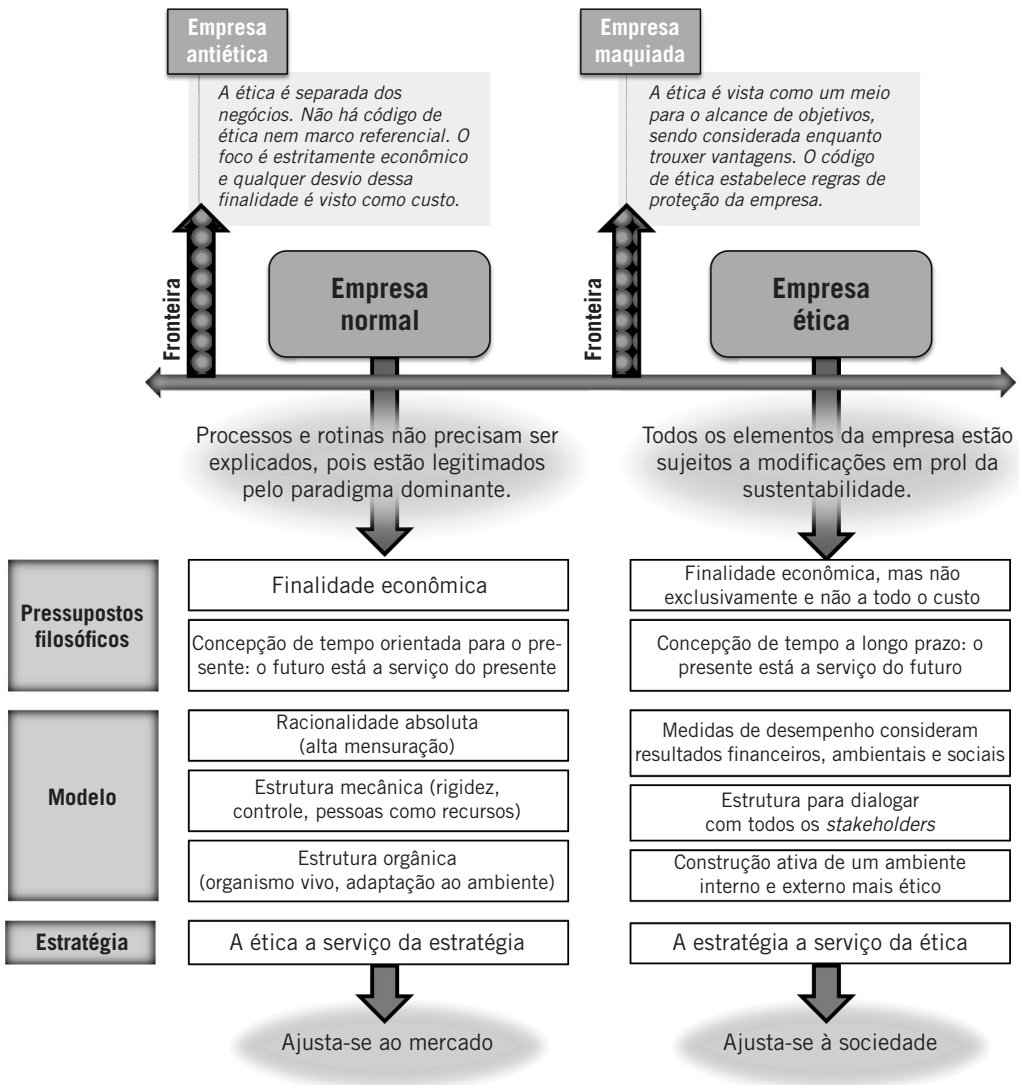 Empresa
antiética
A ética é separada dos
negócios. Não há código de
ética nem marco referencial. O
foco é estritamente econômico
e qualquer desvio dessa
finalidade é visto como custo.
Empresa
maquiada
A ética é vista como um meio
para o alcance de objetivos,
sendo considerada enquanto
trouxer vantagens. O código
de ética estabelece regras de
proteção da empresa.
Fronteira
Empresa
normal
Fronteira
Empresa
ética
Processos e rotinas não precisam ser
explicados, pois estão legitimados
pelo paradigma dominante.
Todos os elementos da empresa estão
sujeitos a modificações em prol da
sustentabilidade.
Pressupostos
filosóficos
Finalidade econômica
Finalidade econômica, mas não
exclusivamente e não a todo o custo
Concepção de tempo orientada para o pre-
sente: o futuro está a serviço do presente
Concepção de tempo a longo prazo: o
presente está a serviço do futuro
Modelo
Racionalidade absoluta
(alta mensuração)
Medidas de desempenho consideram
resultados financeiros, ambientais e sociais
Estrutura mecânica (rigidez,
controle, pessoas como recursos)
Estrutura para dialogar
com todos os stakeholders
Estrutura orgânica
(organismo vivo, adaptação ao ambiente)
Construção ativa de um ambiente
interno e externo mais ético
Estratégia
A ética a serviço da estratégia
A estratégia a serviço da ética
Ajusta-se ao mercado
Ajusta-se à sociedade